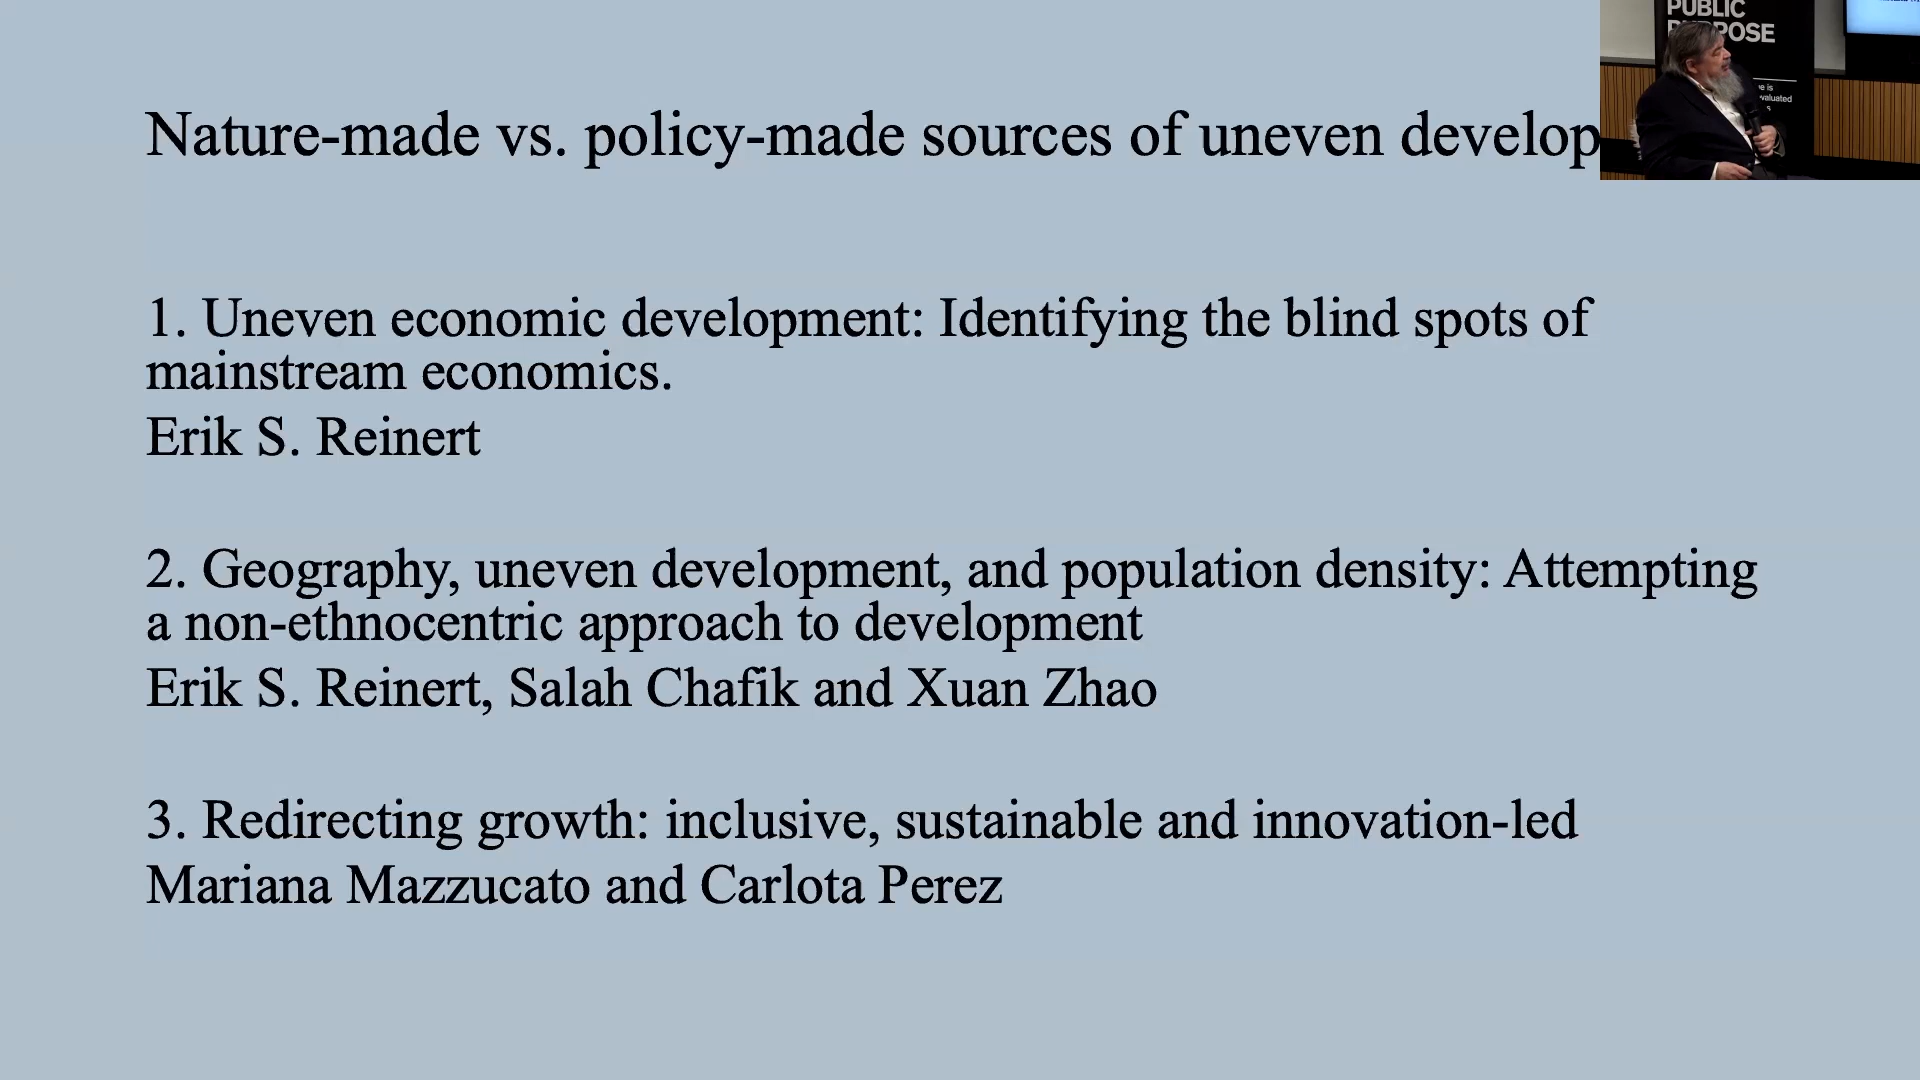 Nature-made vs. policy-made sources of uneven develop
1. Uneven economic development: Identifying the blind spots of
mainstream economics.
Erik S. Reinert
2. Geography, uneven development, and population density: Attempting
a non-ethnocentric approach to development
Erik S. Reinert, Salah Chafik and Xuan Zhao
3. Redirecting growth: inclusive, sustainable and innovation-led
Mariana Mazzucato and Carlota Perez
PUBLIC